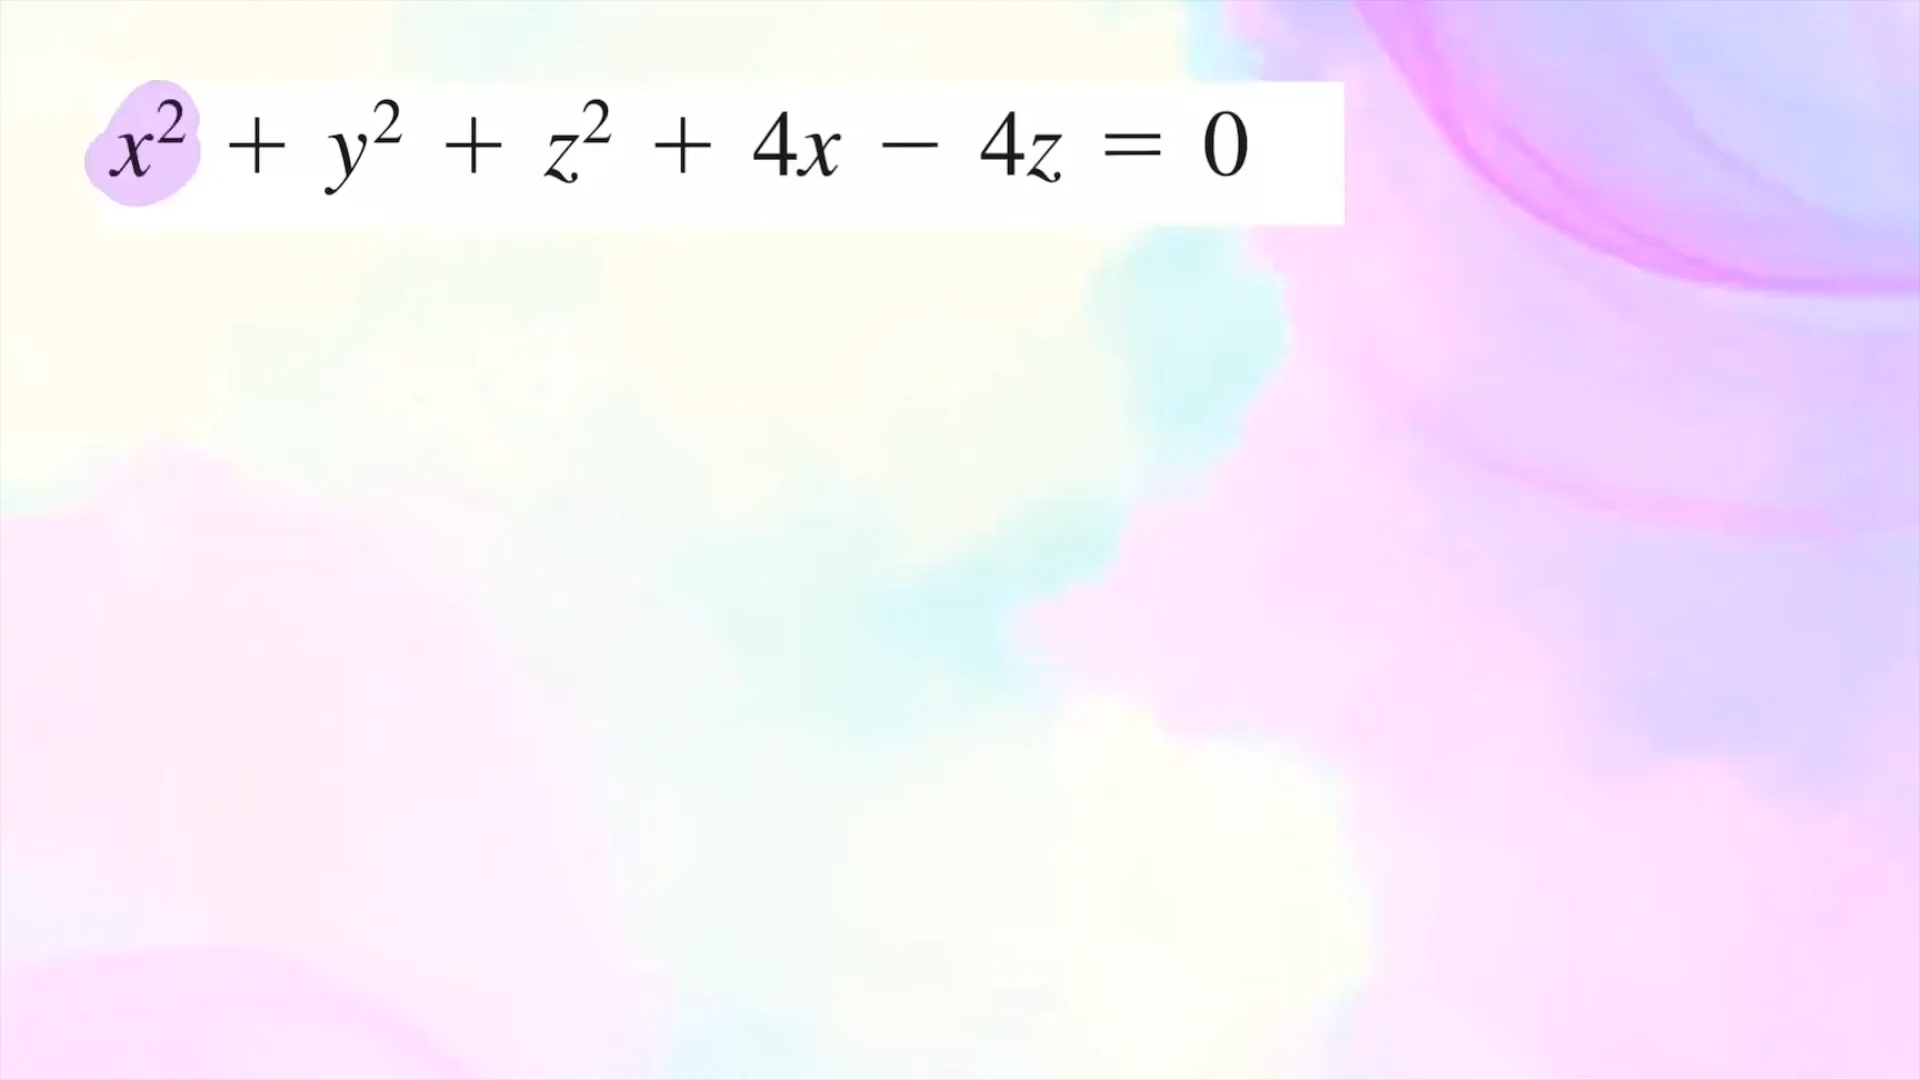 x² + y² + z² + 4x − 4z = 0